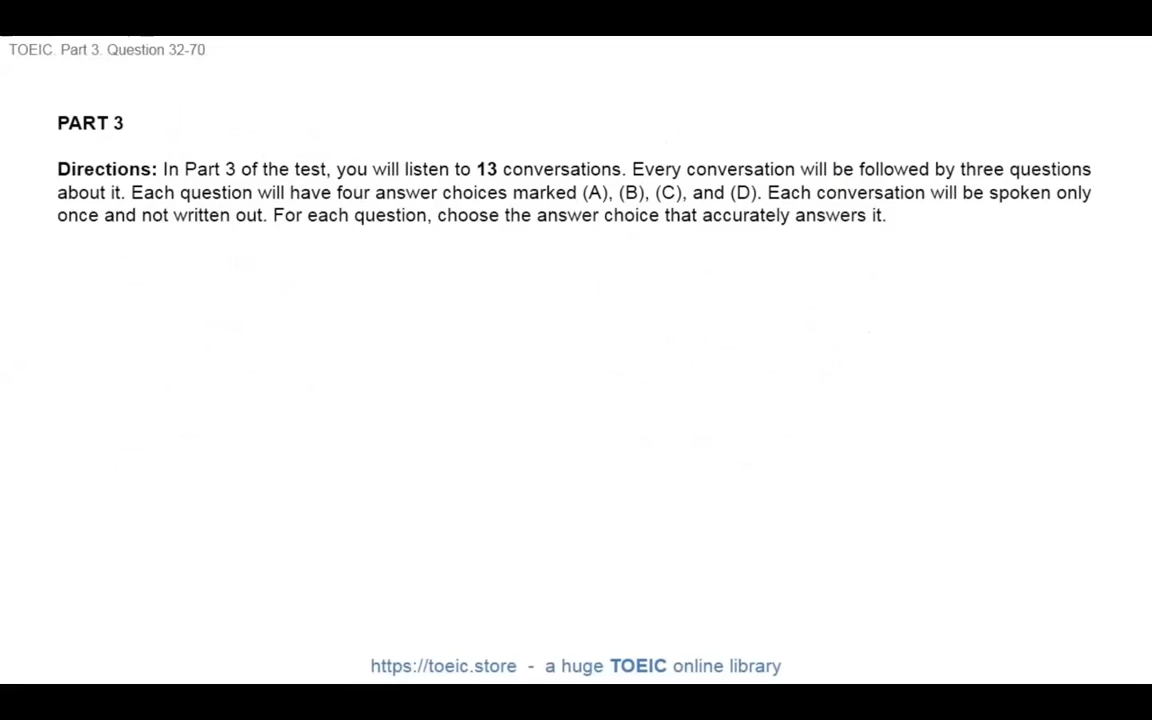 TOEIC. Part 3. Question 32-70
PART 3
Directions: In Part 3 of the test, you will listen to 13 conversations. Every conversation will be followed by three questions
about it. Each question will have four answer choices marked (A), (B), (C), and (D). Each conversation will be spoken only
once and not written out. For each question, choose the answer choice that accurately answers it.
https://toeic.store - a huge TOEIC online library